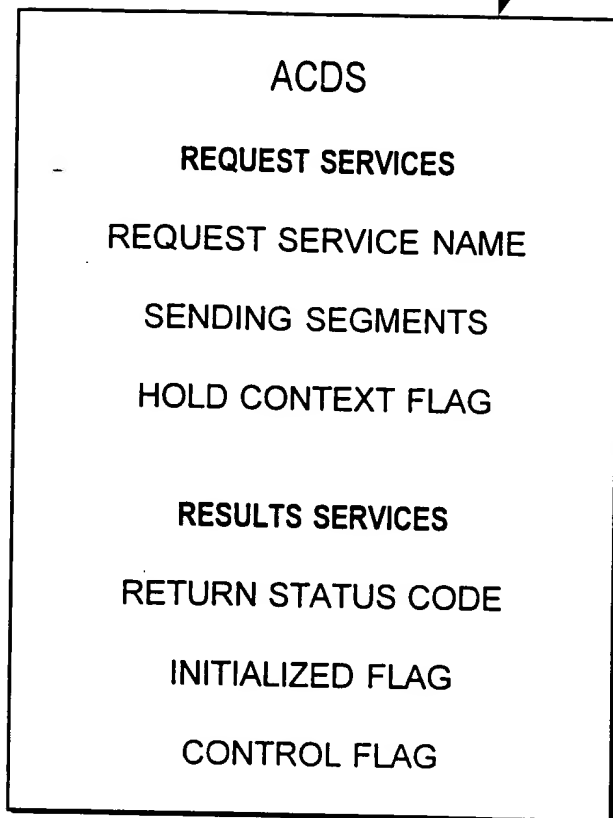 ACDS
REQUEST SERVICES
REQUEST SERVICE NAME
SENDING SEGMENTS
HOLD CONTEXT FLAG
RESULTS SERVICES
RETURN STATUS CODE
INITIALIZED FLAG
CONTROL FLAG